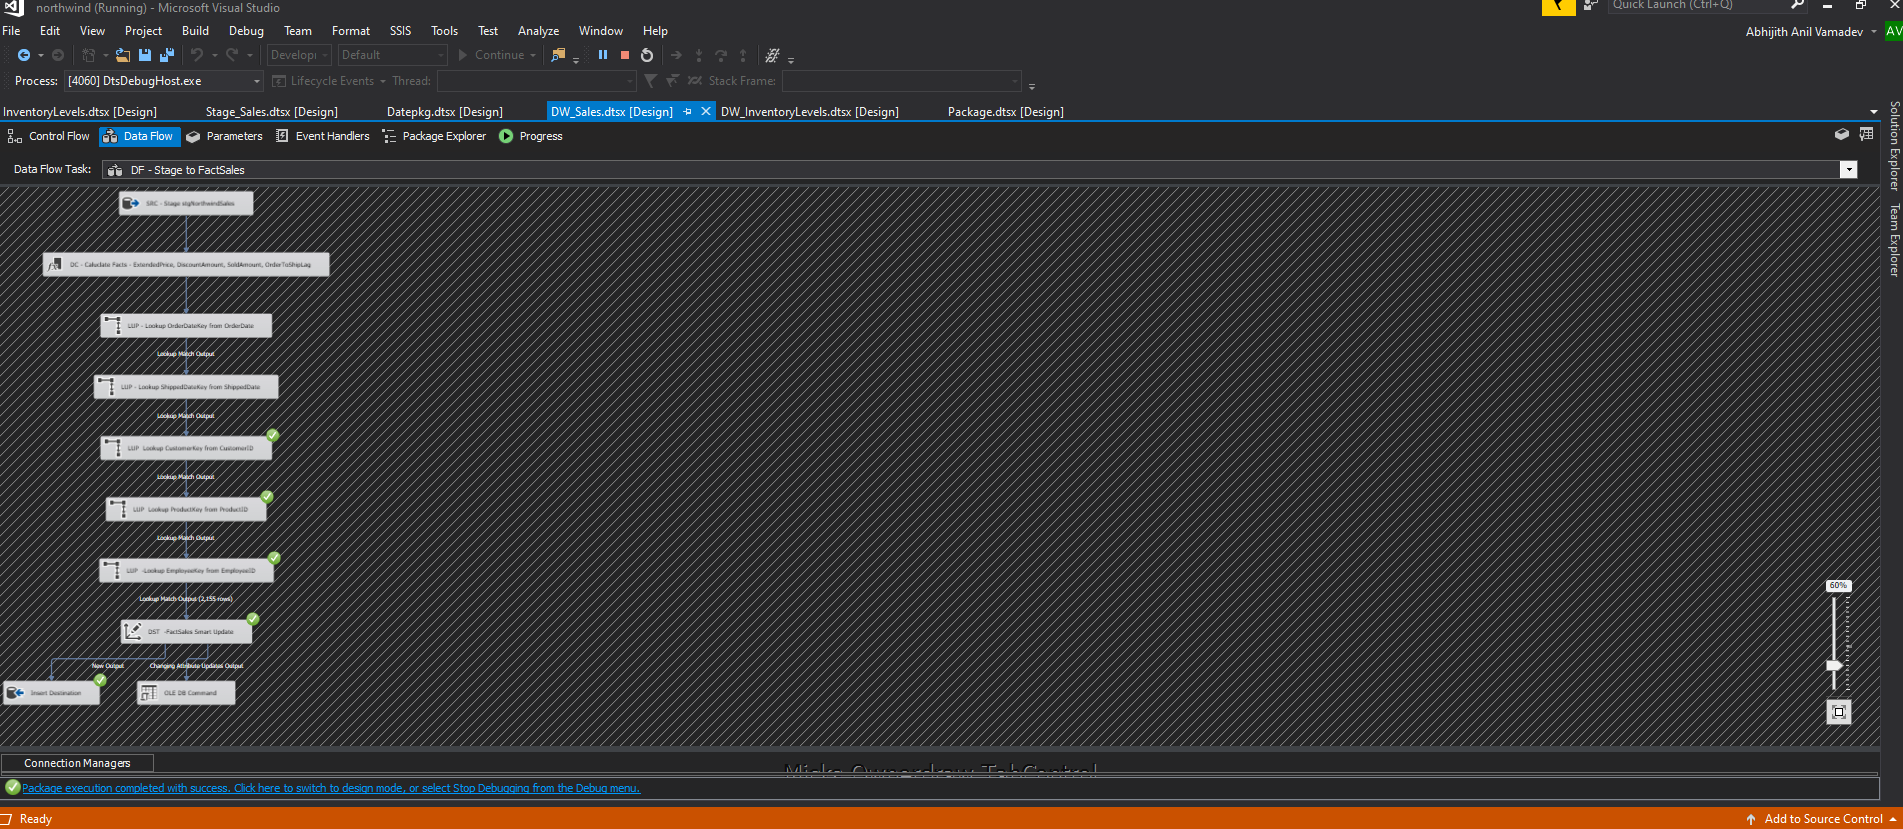 northwind (Running) - Microsoft Visual Studio
Quick Launch (Ctrl+Q)
File Edit View Project Build Debug Team Format SSIS Tools Test Analyze Window Help
Abhijith Anil Vamadev AV
Developi Default Continue
Process: [4060] DtsDebugHost.exe Lifecycle Events Thread: Stack Frame:
InventoryLevels.dtsx [Design] Stage_Sales.dtsx [Design] Datepkg.dtsx [Design] DW_Sales.dtsx [Design] DW_InventoryLevels.dtsx [Design] Package.dtsx [Design]
Control Flow Data Flow Parameters Event Handlers Package Explorer Progress
Data Flow Task: DF - Stage to FactSales
Solution Explorer
Team Explorer
SRC - Stage stgNorthwindSales
DC - Calculate Facts - ExtendedPrice, DiscountAmount, SoldAmount, OrderToShipLag
LUP - Lookup OrderDateKey from OrderDate
Lookup Match Output
LUP - Lookup ShippedDateKey from ShippedDate
Lookup Match Output
LUP Lookup CustomerKey from CustomerID
Lookup Match Output
LUP Lookup ProductKey from ProductID
Lookup Match Output
LUP -Lookup EmployeeKey from EmployeeID
60%
Lookup Match Output (2,155 rows)
DST -FactSales Smart Update
New Output Changing Attribute Updates Output
Insert Destination OLE DB Command
Connection Managers
Package execution completed with success. Click here to switch to design mode, or select Stop Debugging from the Debug menu.
Ready
Add to Source Control